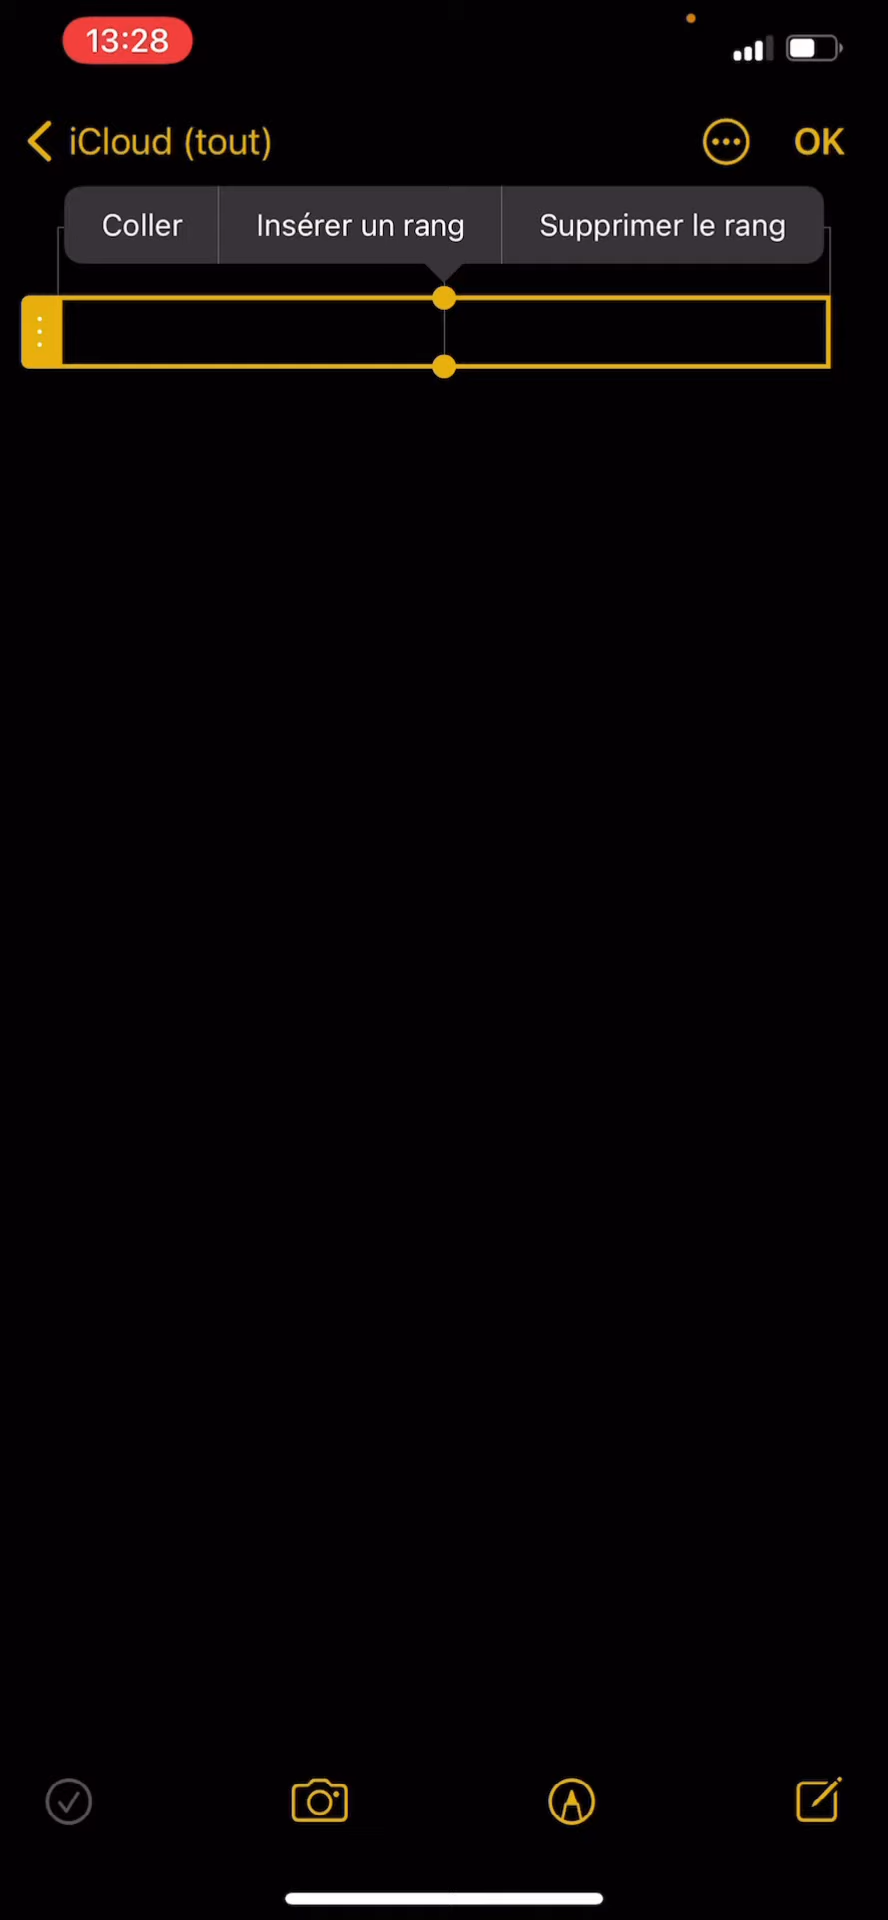 13:28
iCloud (tout)
OK
Coller
Insérer un rang
Supprimer le rang